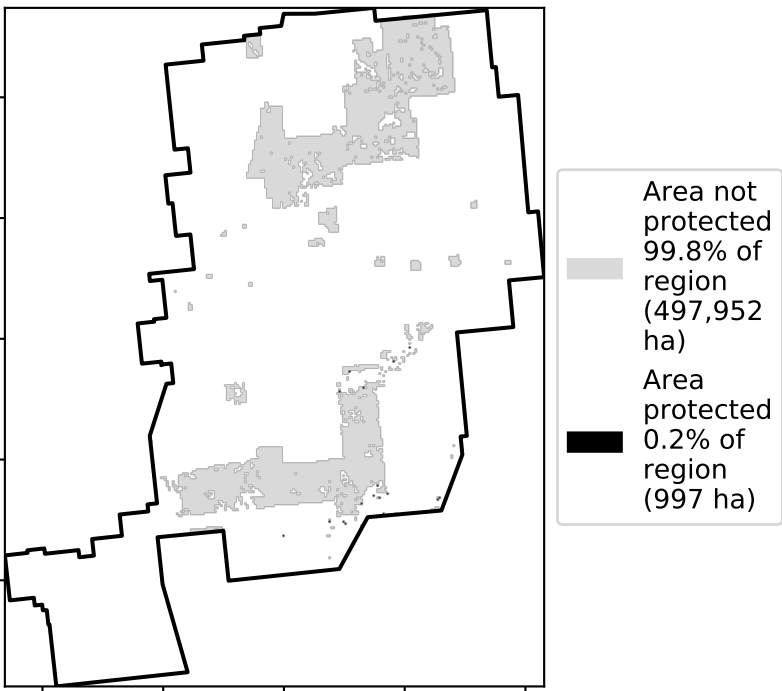 Area not
protected
99.8% of
region
(497,952
ha)
Area
protected
0.2% of
region
(997 ha)